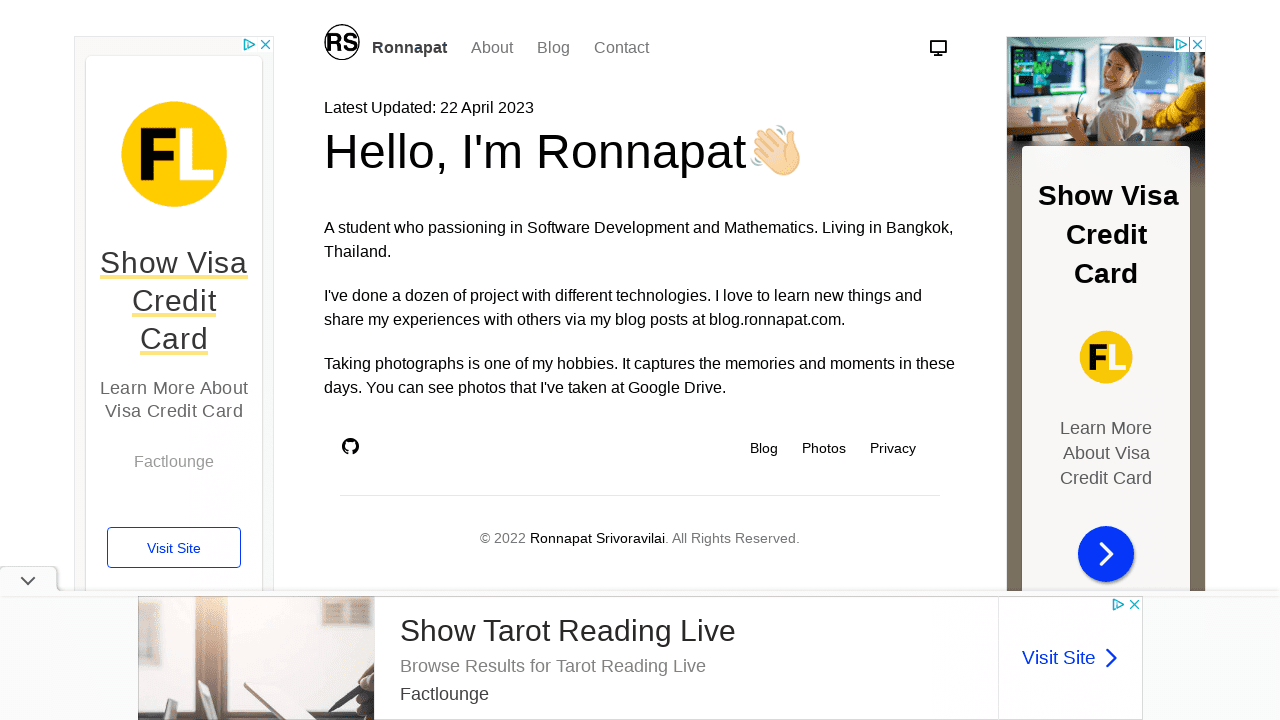 RS
Ronnapat
About
Blog
Contact
Latest Updated: 22 April 2023
Hello, I'm Ronnapat👋🏼
A student who passioning in Software Development and Mathematics. Living in Bangkok,
Thailand.
I've done a dozen of project with different technologies. I love to learn new things and
share my experiences with others via my blog posts at blog.ronnapat.com.
Taking photographs is one of my hobbies. It captures the memories and moments in these
days. You can see photos that I've taken at Google Drive.
Blog
Photos
Privacy
© 2022 Ronnapat Srivoravilai. All Rights Reserved.
FL
Show Visa
Credit
Card
Learn More About
Visa Credit Card
Factlounge
Visit Site
Show Visa
Credit
Card
FL
Learn More
About Visa
Credit Card
Show Tarot Reading Live
Browse Results for Tarot Reading Live
Factlounge
Visit Site